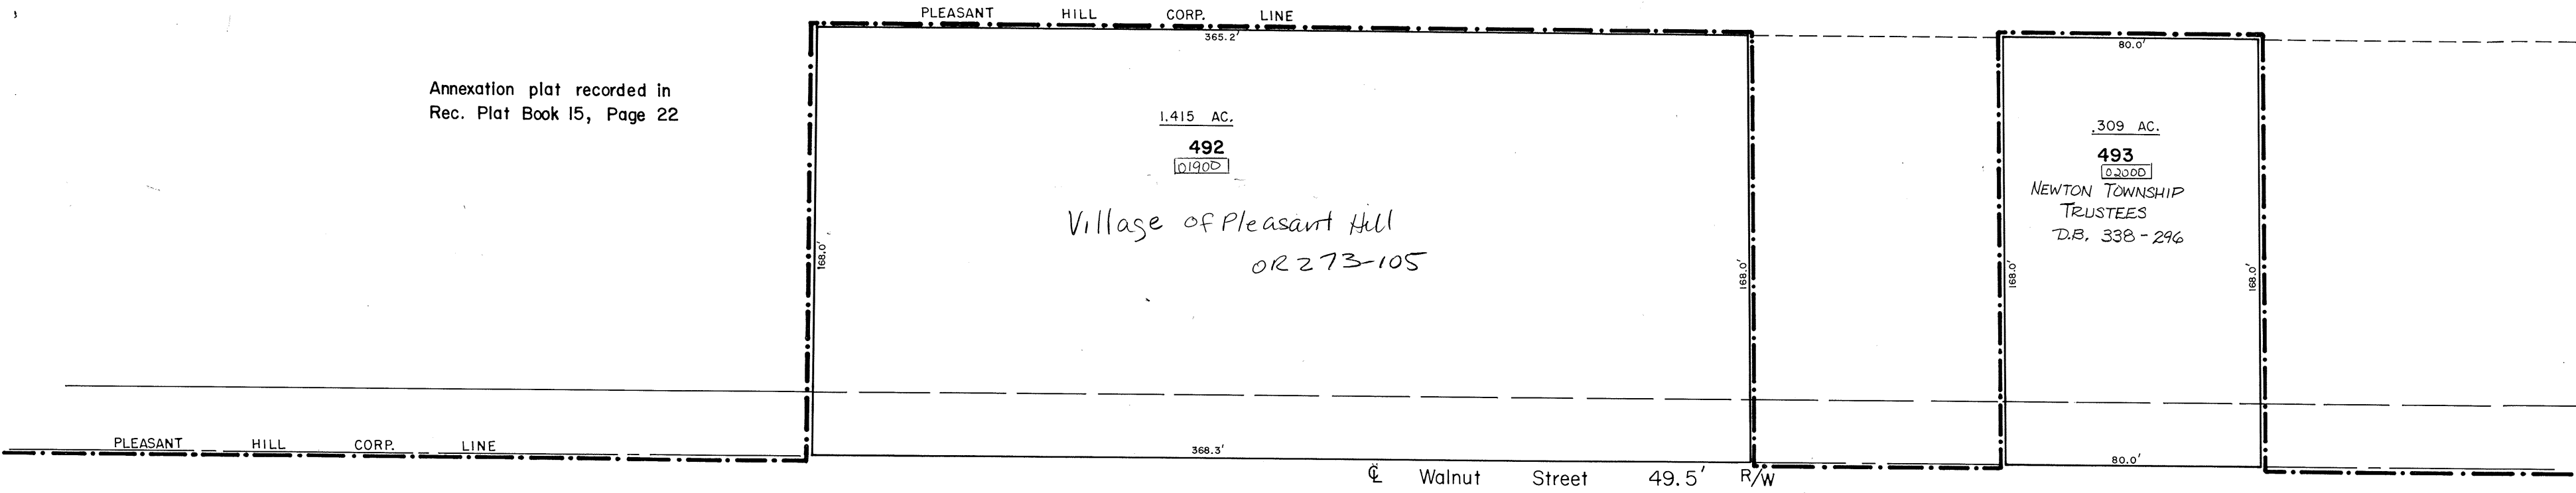 PLEASANT HILL CORP. LINE
365.2'
80.0'
Annexation plat recorded in
Rec. Plat Book 15, Page 22
1.415 AC.
492
01900
Village of Pleasant Hill
OR 273-105
168.0'
168.0'
.309 AC.
493
02000
NEWTON TOWNSHIP
TRUSTEES
D.B. 338-296
168.0'
168.0'
PLEASANT HILL CORP. LINE
368.3'
80.0'
℄ Walnut Street 49.5' R/W